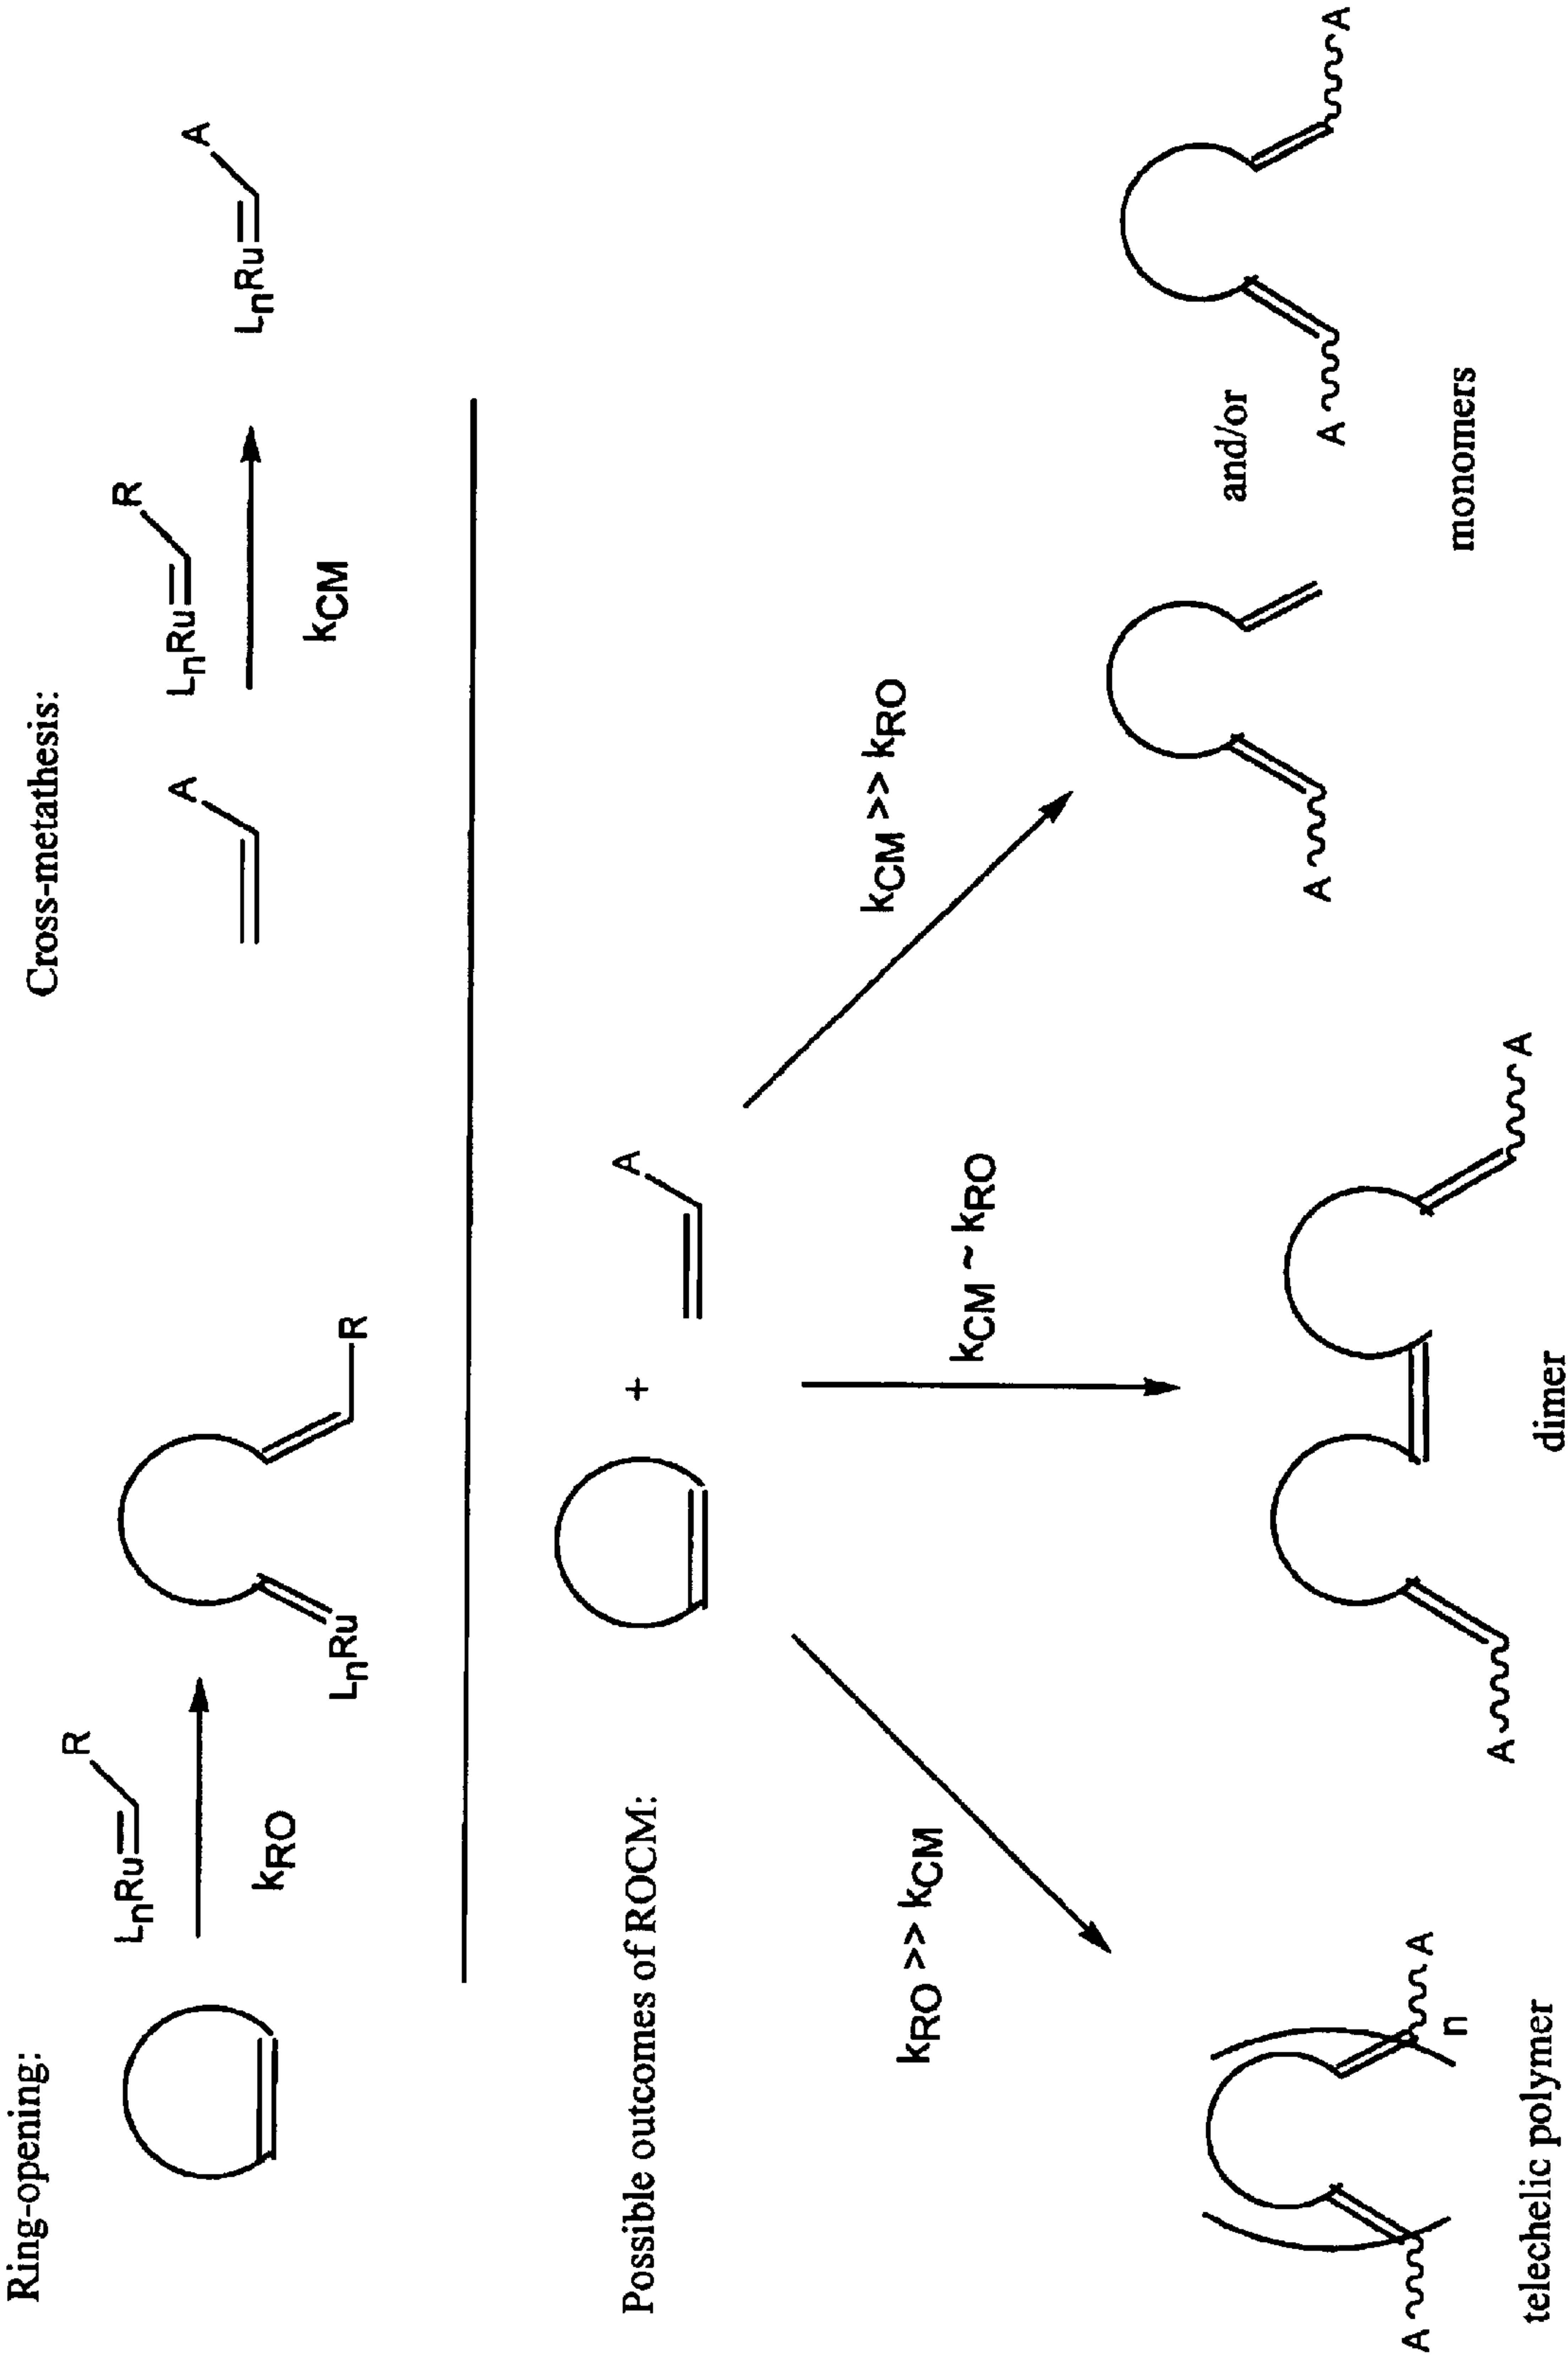 Ring-opening:
LnRu
R
kRO
LnRu
R
Cross-metathesis:
A
LnRu
R
kCM
LnRu
A
Possible outcomes of ROCM:
+
A
kRO >> kCM
kCM ~ kRO
kCM >> kRO
A
A
n
telechelic polymer
A
A
dimer
A
and/or
A
A
monomers